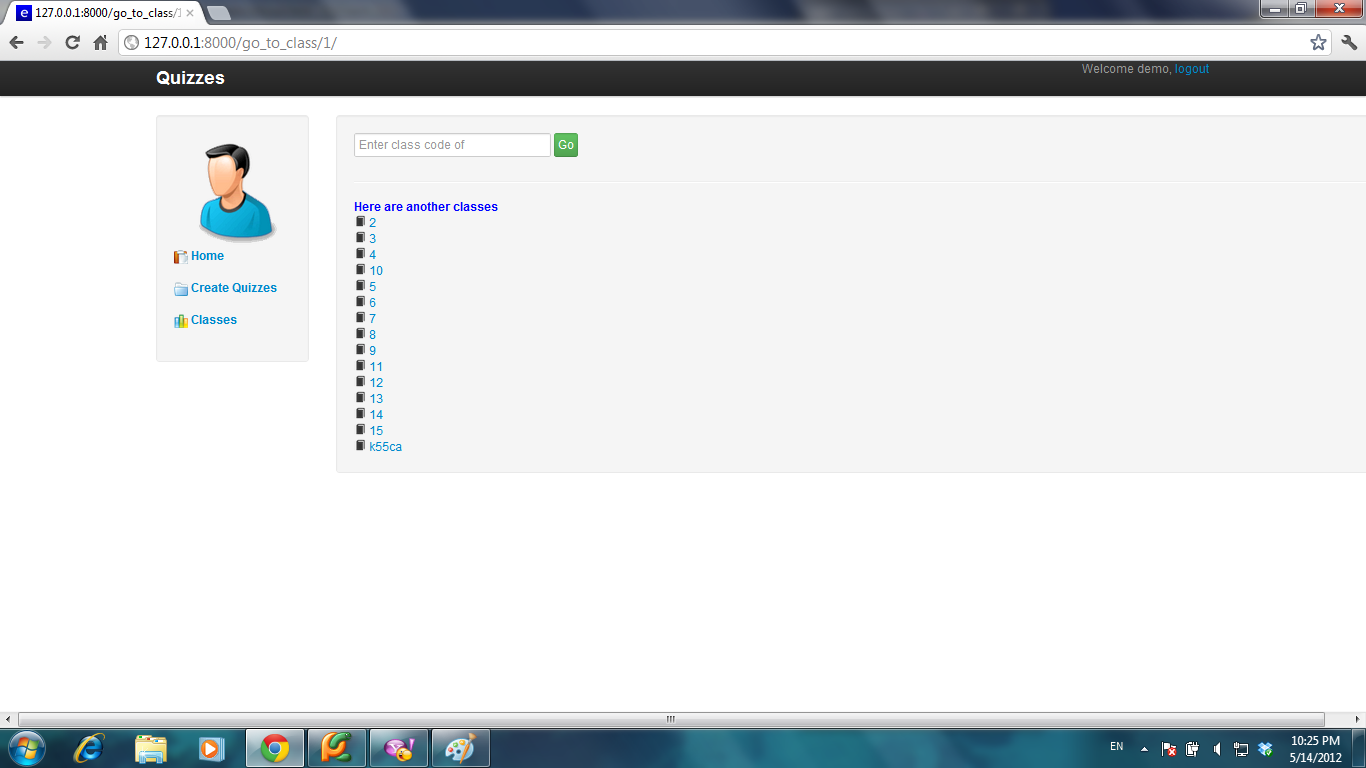 127.0.0.1:8000/go_to_class/1
127.0.0.1:8000/go_to_class/1/
Quizzes
Welcome demo, logout
Enter class code of
Go
Home
Create Quizzes
Classes
Here are another classes
2
3
4
10
5
6
7
8
9
11
12
13
14
15
k55ca
EN
10:25 PM
5/14/2012